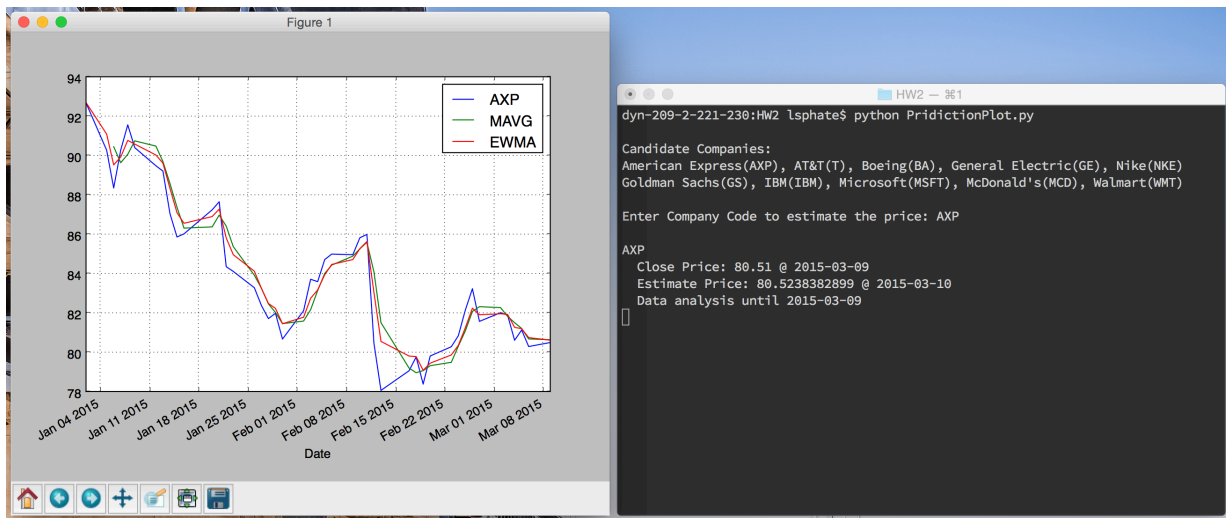 Figure 1
94
92
90
88
86
84
82
80
78
AXP
MAVG
EWMA
Jan 04 2015
Jan 11 2015
Jan 18 2015
Jan 25 2015
Feb 01 2015
Feb 08 2015
Feb 15 2015
Feb 22 2015
Mar 01 2015
Mar 08 2015
Date
HW2 — ⌘1
dyn-209-2-221-230:HW2 lsphate$ python PridictionPlot.py
Candidate Companies:
American Express(AXP), AT&T(T), Boeing(BA), General Electric(GE), Nike(NKE)
Goldman Sachs(GS), IBM(IBM), Microsoft(MSFT), McDonald's(MCD), Walmart(WMT)
Enter Company Code to estimate the price: AXP
AXP
Close Price: 80.51 @ 2015-03-09
Estimate Price: 80.5238382899 @ 2015-03-10
Data analysis until 2015-03-09